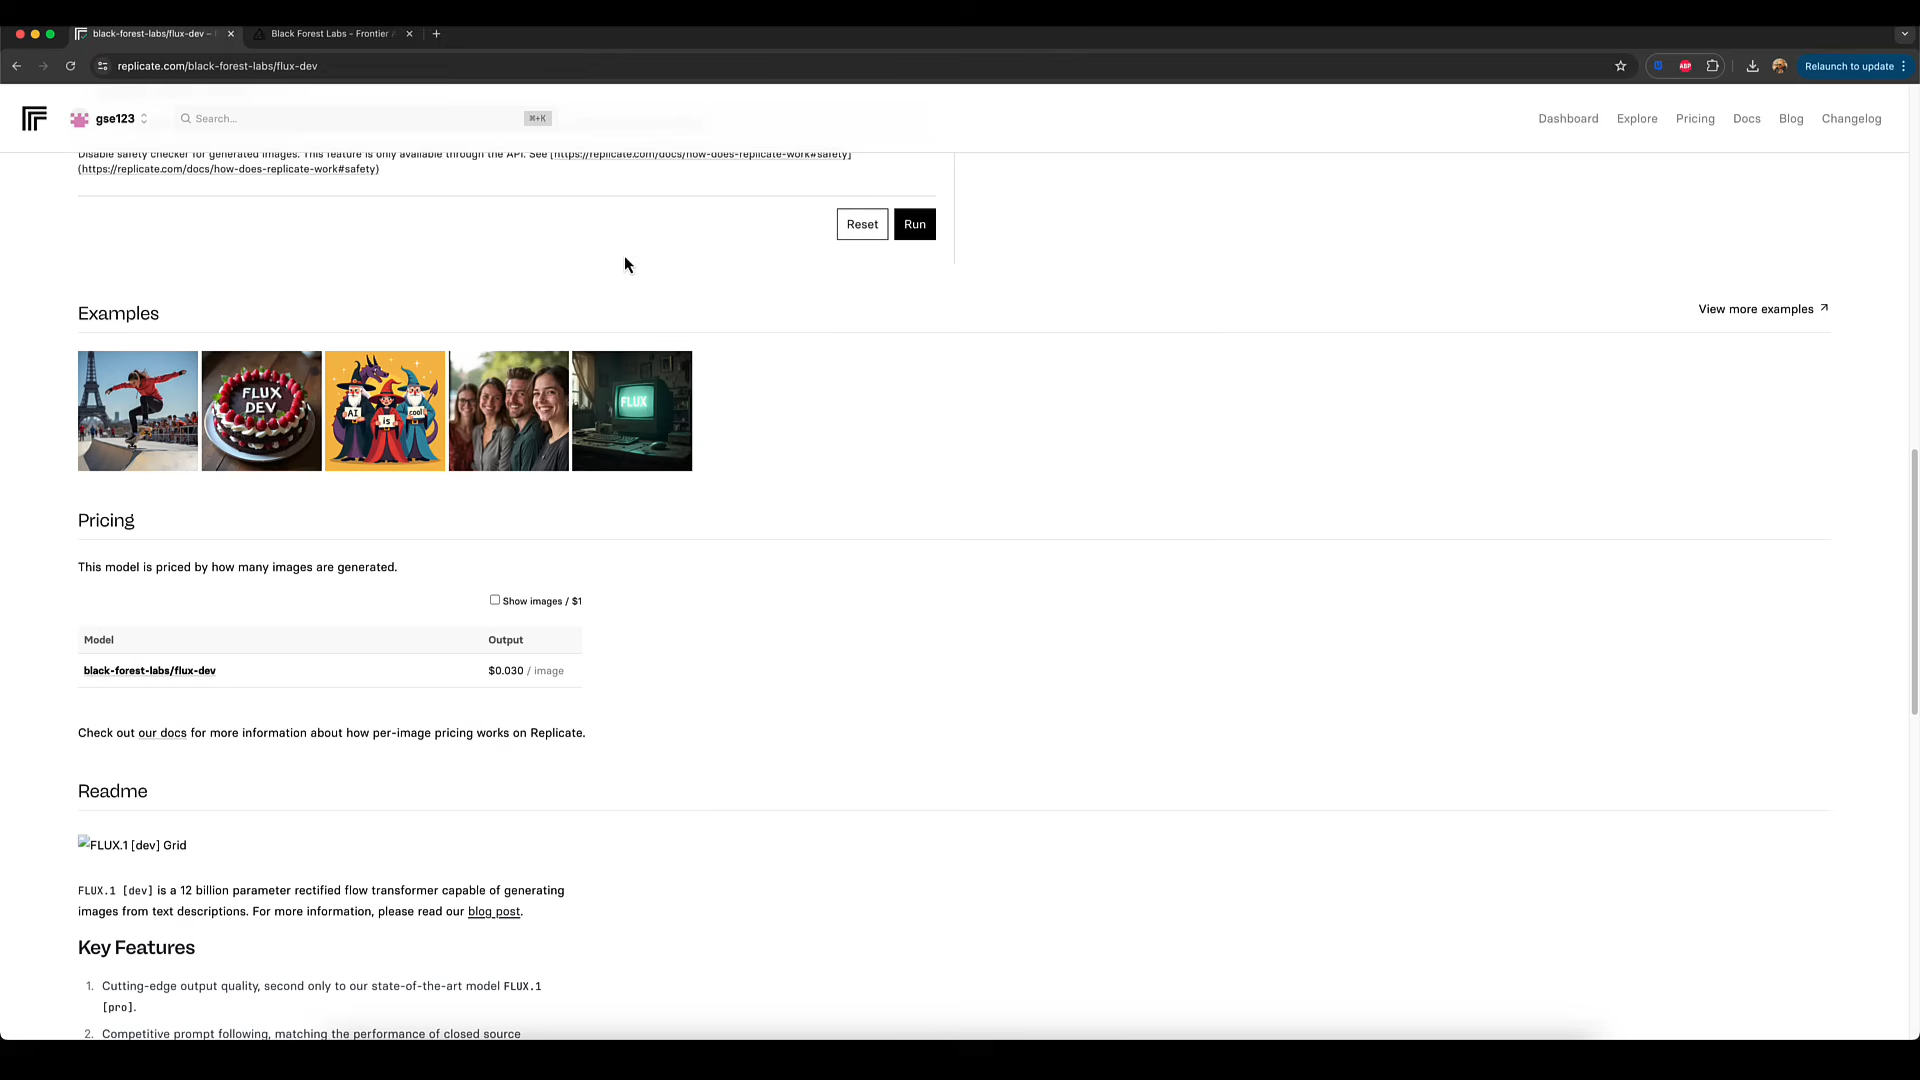 black-forest-labs/flux-dev –
Black Forest Labs - Frontier
replicate.com/black-forest-labs/flux-dev
ABP
Relaunch to update
gse123
Search...
⌘+K
Dashboard
Explore
Pricing
Docs
Blog
Changelog
Disable safety checker for generated images. This feature is only available through the API. See [https://replicate.com/docs/how-does-replicate-work#safety]
(https://replicate.com/docs/how-does-replicate-work#safety)
Reset
Run
Examples
View more examples
FLUX
DEV
AI
is
cool
FLUX
Pricing
This model is priced by how many images are generated.
Show images / $1
Model
Output
black-forest-labs/flux-dev
$0.030 / image
Check out our docs for more information about how per-image pricing works on Replicate.
Readme
FLUX.1 [dev] Grid
FLUX.1 [dev] is a 12 billion parameter rectified flow transformer capable of generating
images from text descriptions. For more information, please read our blog post.
Key Features
1. Cutting-edge output quality, second only to our state-of-the-art model FLUX.1
[pro].
2. Competitive prompt following, matching the performance of closed source